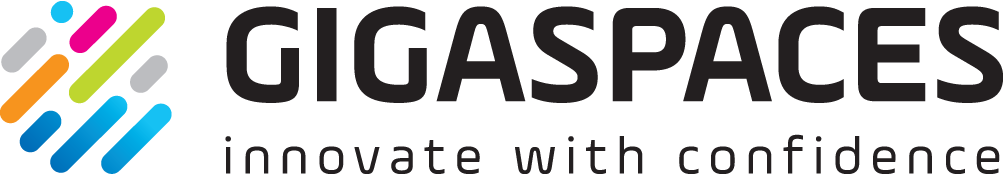 GIGASPACES
innovate with confidence